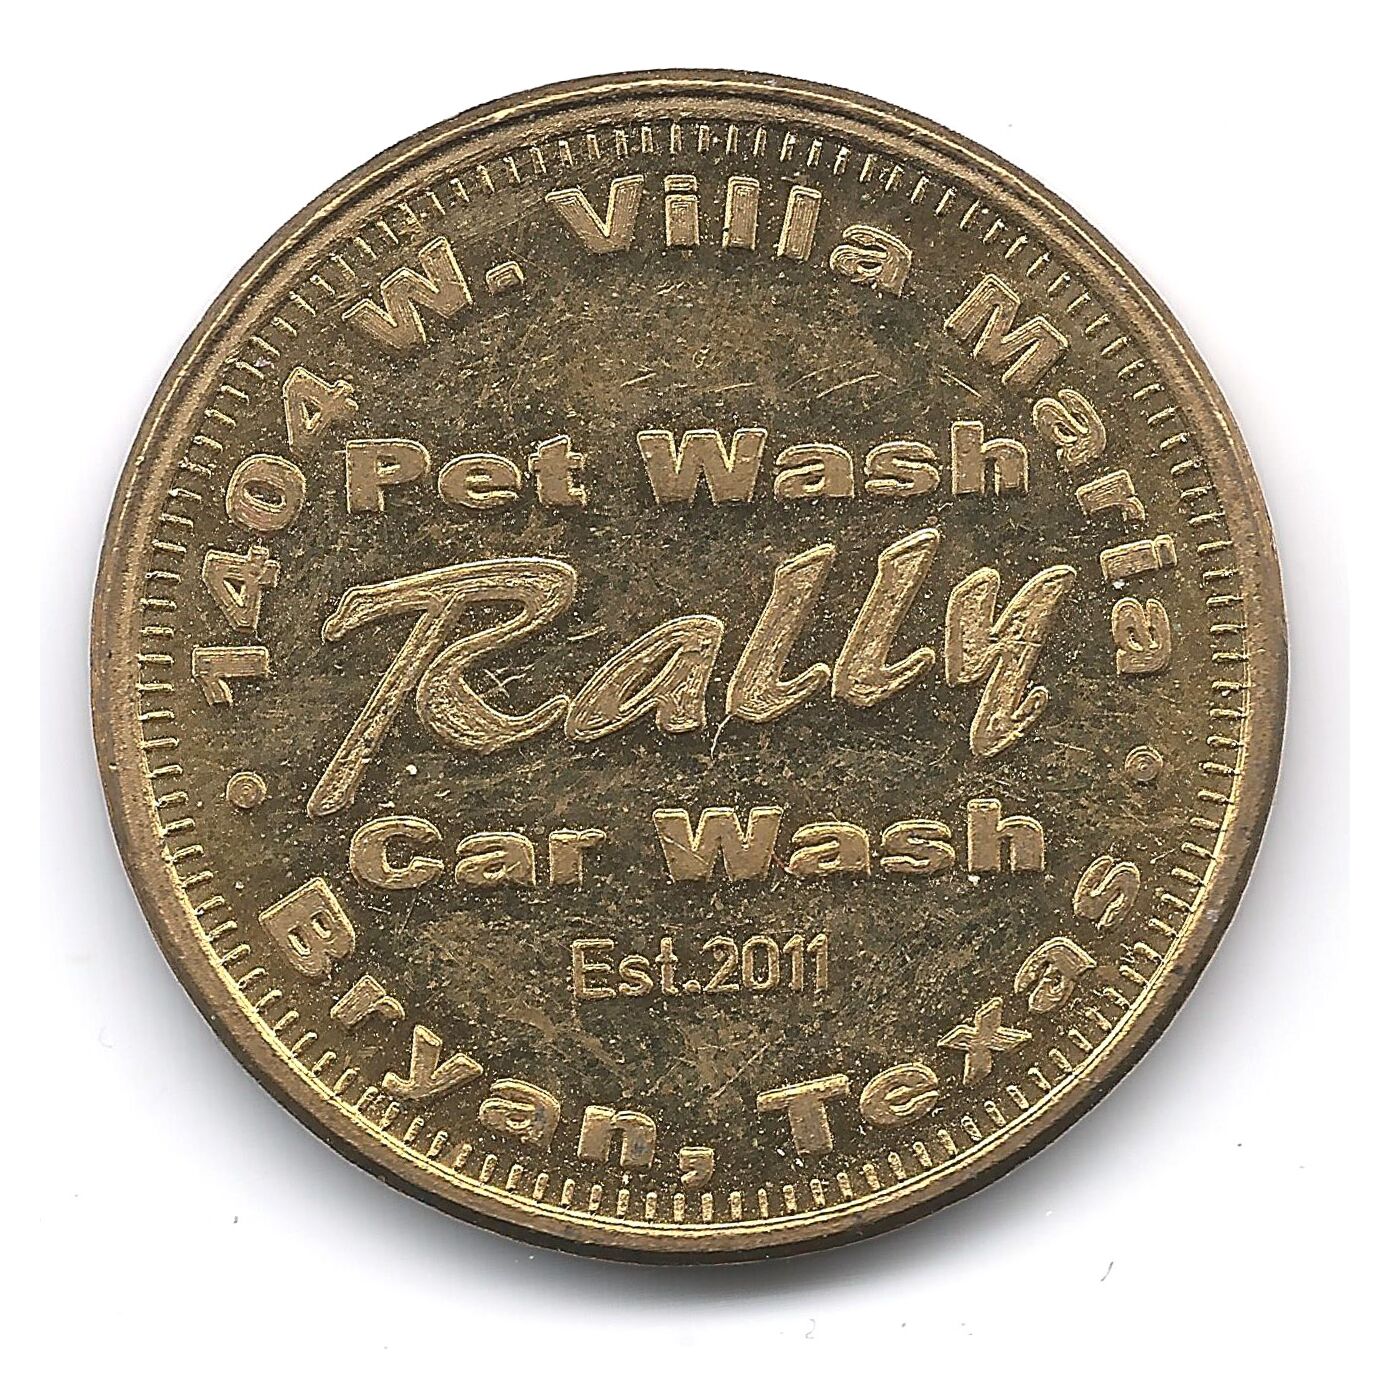 1404 W. Villa Maria
Pet Wash
Rally
Car Wash
Est.2011
Bryan, Texas